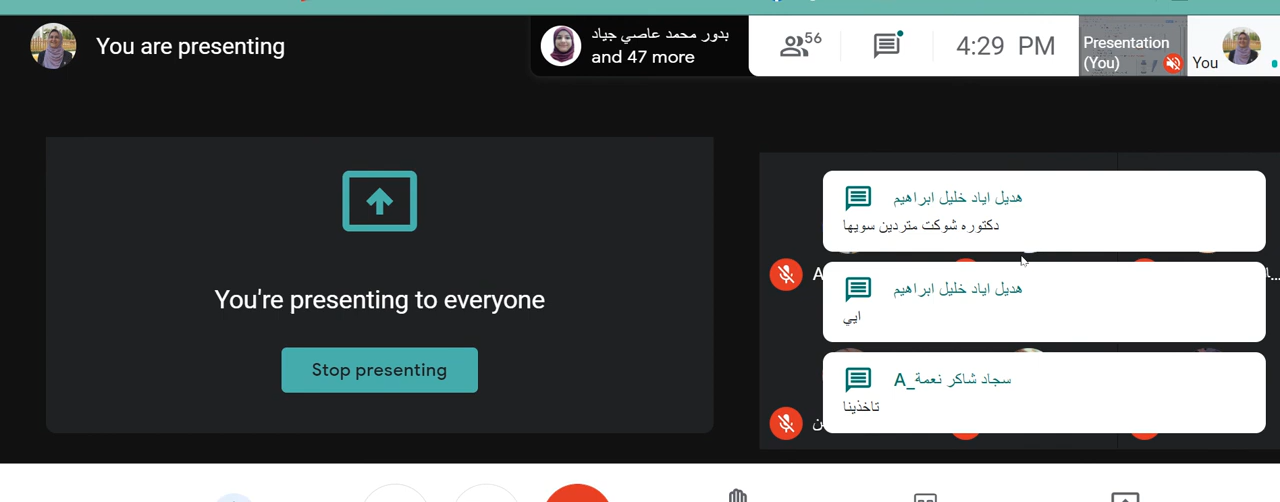 You are presenting
بدور محمد عاصي جياد
and 47 more
56
4:29 PM
Presentation
(You)
You
You're presenting to everyone
Stop presenting
هديل اياد خليل ابراهيم
دكتوره شوكت متردين سويها
هديل اياد خليل ابراهيم
ايي
سجاد شاكر نعمة_A
تاخذينا